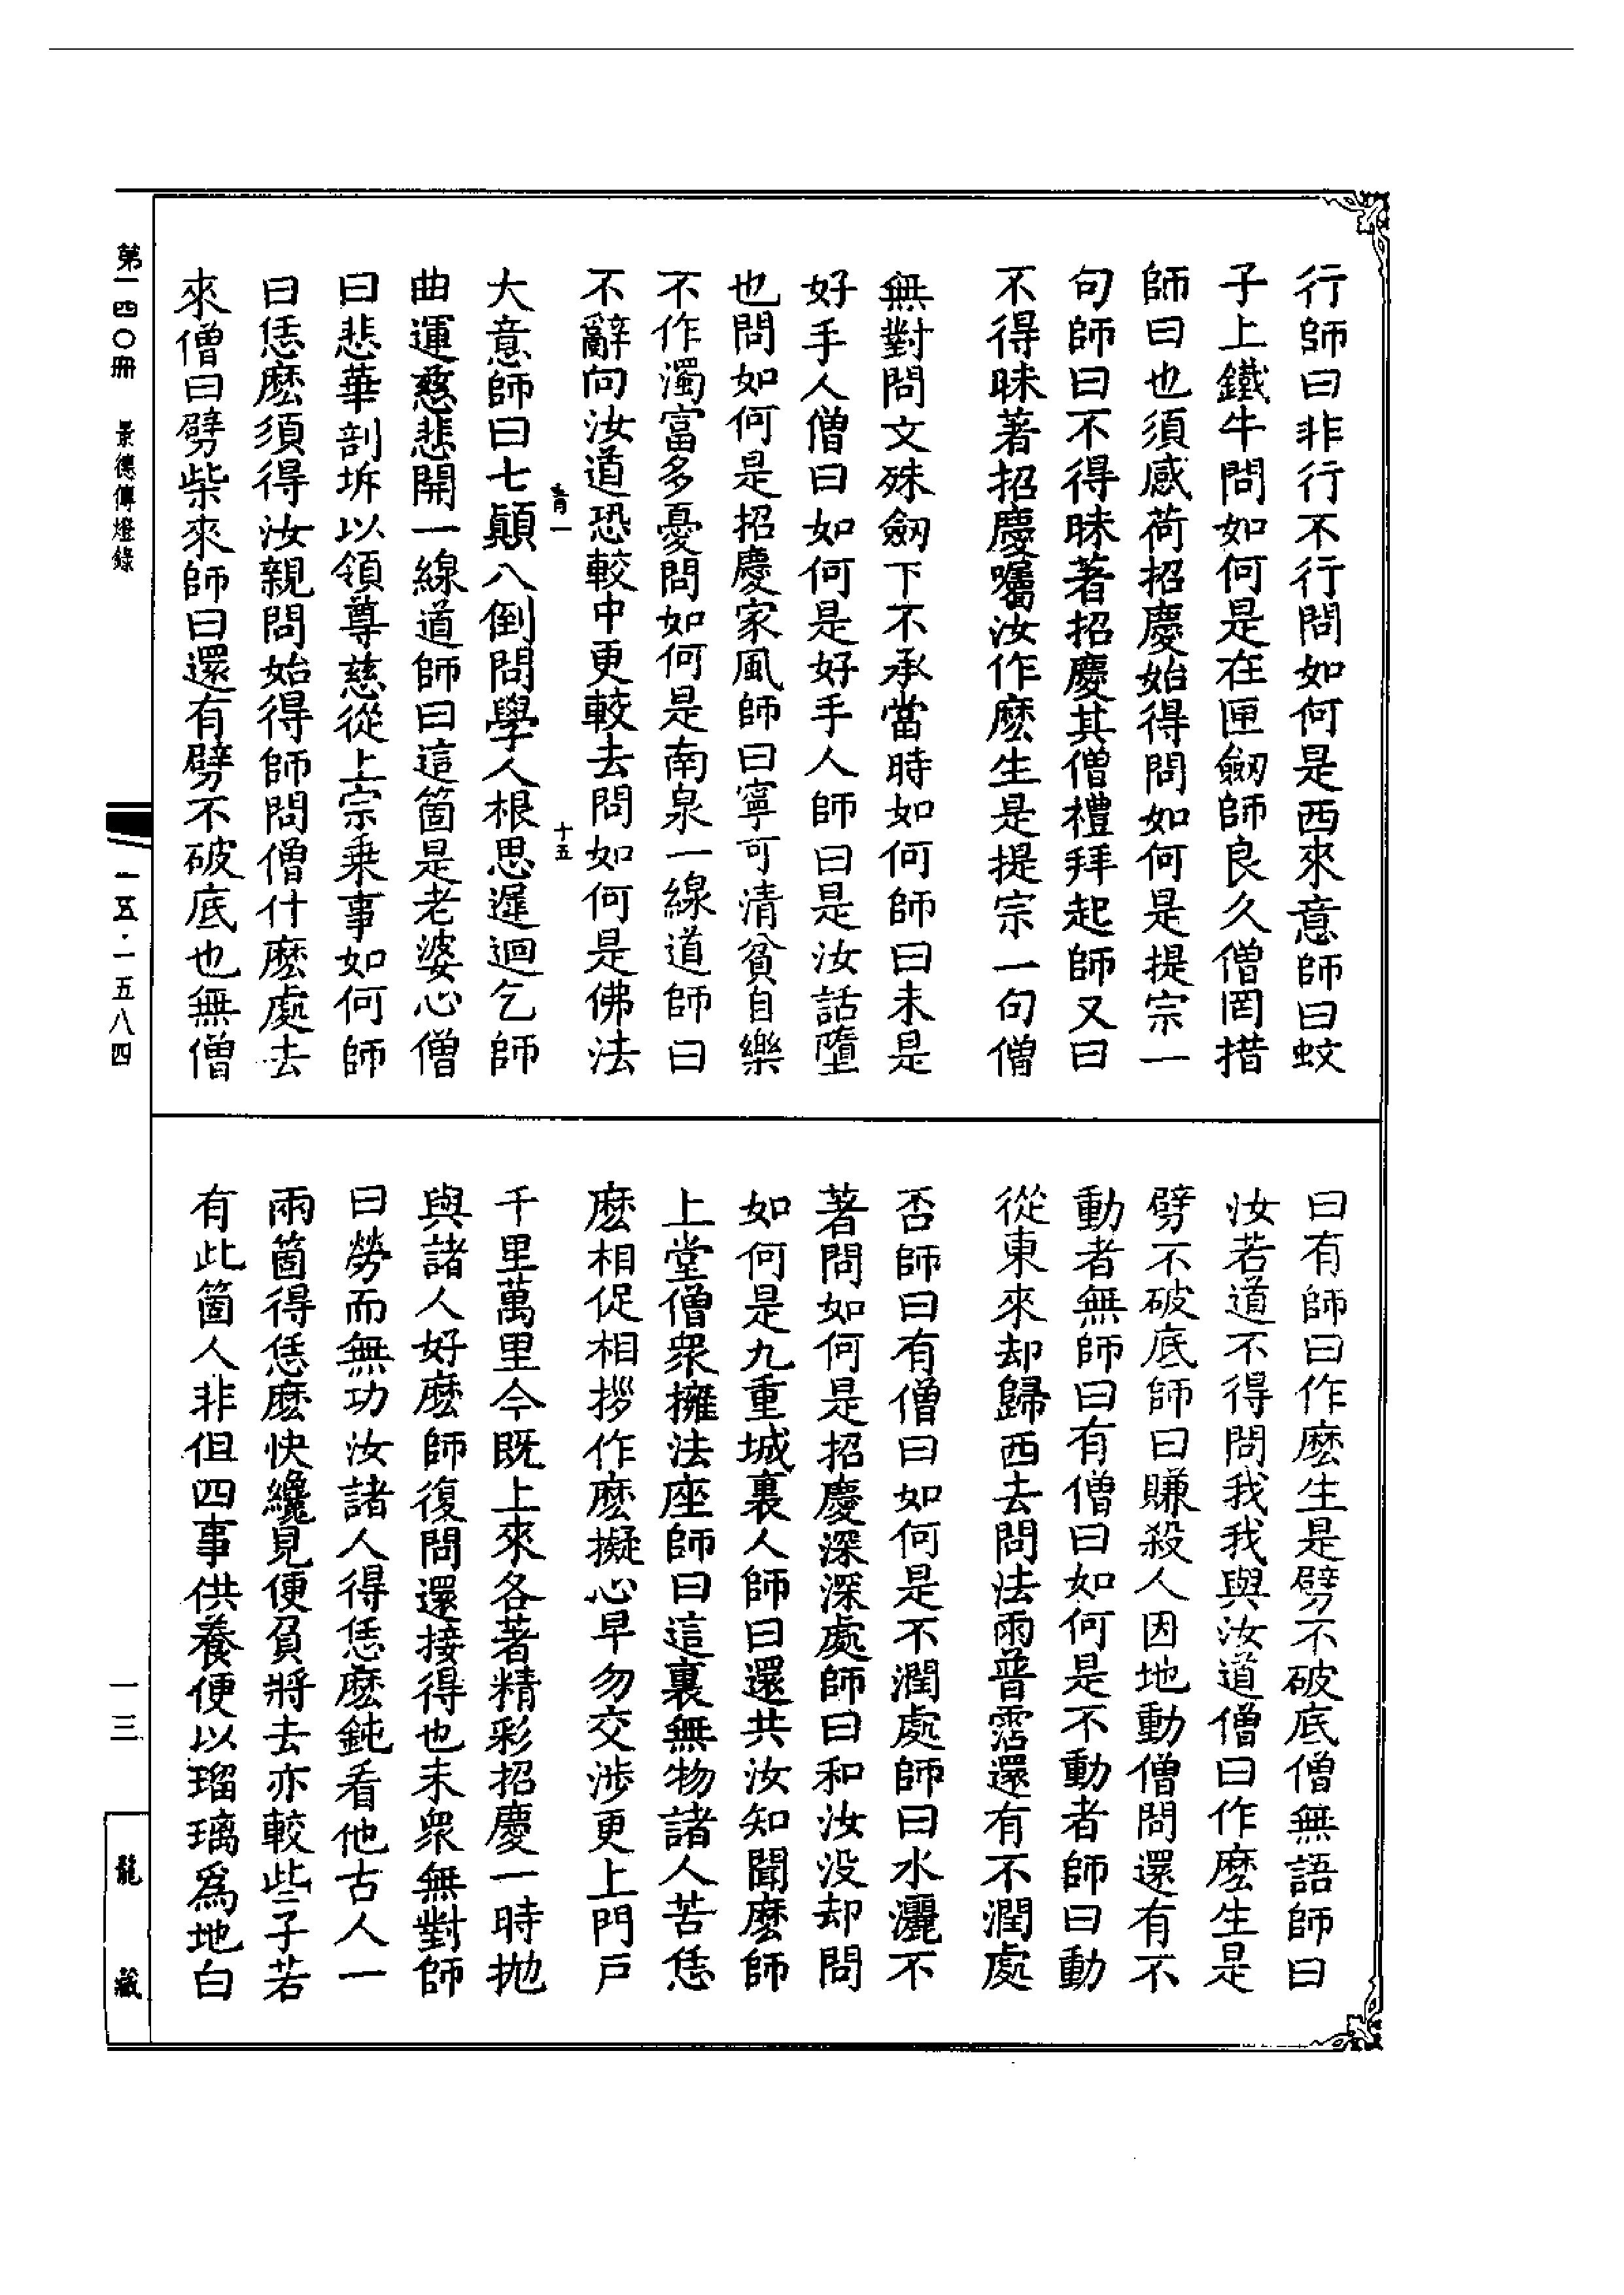 行師曰非行不行問如何是西來意師曰蚊
子上鐵牛問如何是在匣劒師良久僧罔措
師曰也須感荷招慶始得問如何是提宗一
句師曰不得昧著招慶其僧禮拜起師又曰
不得昧著招慶囑汝作麽生是提宗一句僧
無對問文殊劒下不承當時如何師曰未是
好手人僧曰如何是好手人師曰是汝話墮
也問如何是招慶家風師曰寧可清貧自樂
不作濁富多憂問如何是南泉一線道師曰
不辭向汝道恐較中更較去問如何是佛法
青一 十五
大意師曰七顛八倒問學人根思遲迴乞師
曲運慈悲開一線道師曰這箇是老婆心僧
曰悲華剖坼以領尊慈從上宗乗事如何師
曰恁麽須得汝親問始得師問僧什麽處去
來僧曰劈柴來師曰還有劈不破底也無僧
曰有師曰作麽生是劈不破底僧無語師曰
汝若道不得問我我與汝道僧曰作麽生是
劈不破底師曰賺殺人因地動僧問還有不
動者無師曰有僧曰如何是不動者師曰動
從東來却歸西去問法雨普霑還有不潤處
否師曰有僧曰如何是不潤處師曰水灑不
著問如何是招慶深深處師曰和汝没却問
如何是九重城裏人師曰還共汝知聞麽師
上堂僧衆擁法座師曰這裏無物諸人苦恁
麽相促相拶作麽擬心早勿交渉更上門戸
千里萬里今既上來各著精彩招慶一時抛
與諸人好麽師復問還接得也未衆無對師
曰勞而無功汝諸人得恁麽鈍看他古人一
兩箇得恁麽快纔見便負將去亦較些子若
有此箇人非但四事供養便以瑠璃爲地白
第一四〇冊 景德傳燈錄
一五·一五八四
一三
龍藏